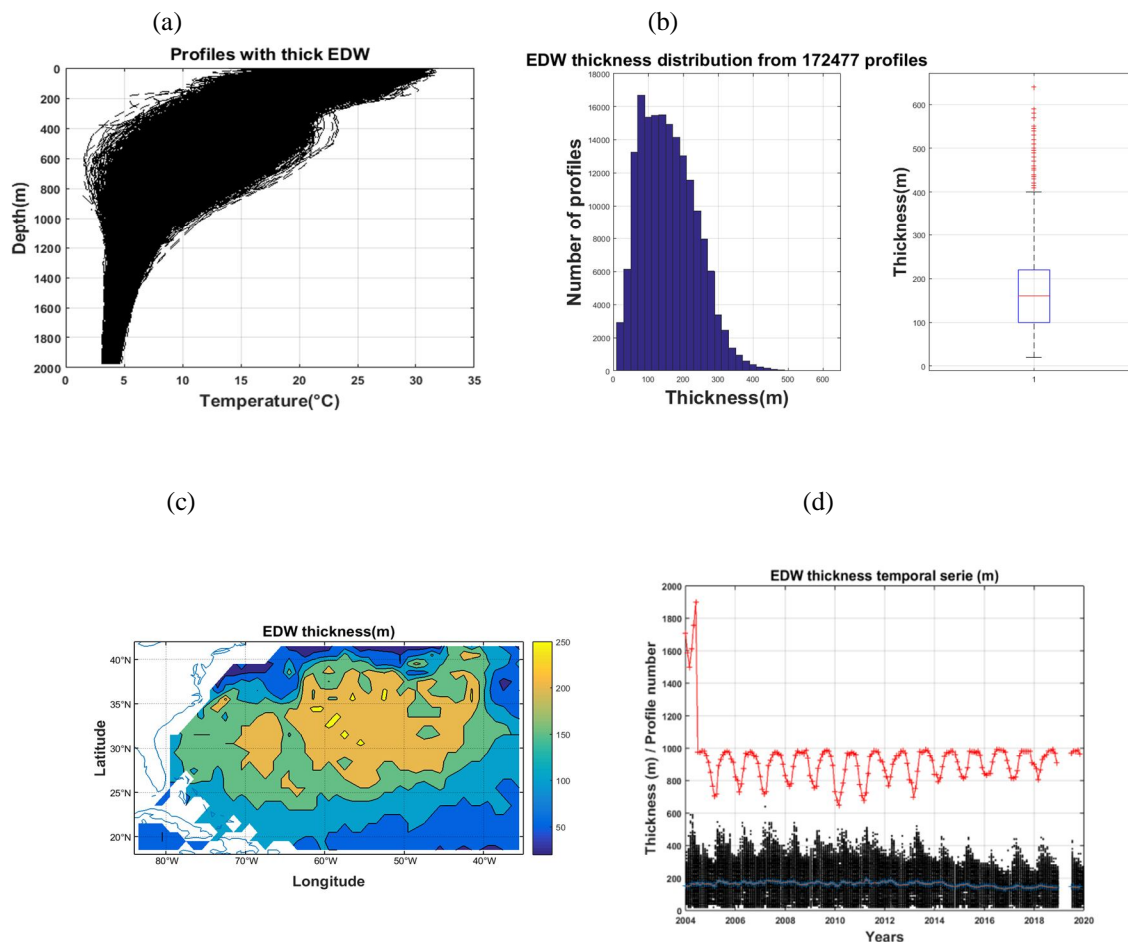 (a)
Profiles with thick EDW
0
200
400
600
800
1000
1200
1400
1600
1800
2000
Depth(m)
0 5 10 15 20 25 30 35
Temperature(°C)
(b)
EDW thickness distribution from 172477 profiles
18000
16000
14000
12000
10000
8000
6000
4000
2000
0
Number of profiles
0 100 200 300 400 500 600
Thickness(m)
600
500
400
300
200
100
0
Thickness(m)
1
(c)
EDW thickness(m)
40°N
35°N
30°N
25°N
20°N
Latitude
80°W 70°W 60°W 50°W 40°W
Longitude
250
200
150
100
50
(d)
EDW thickness temporal serie (m)
2000
1800
1600
1400
1200
1000
800
600
400
200
0
Thickness (m) / Profile number
2004 2006 2008 2010 2012 2014 2016 2018 2020
Years